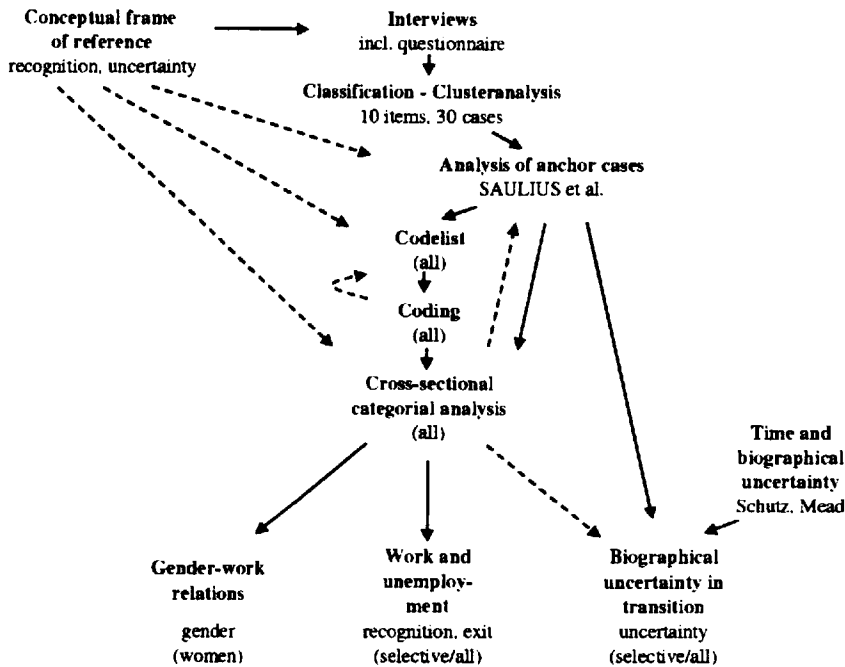 Conceptual frame
of reference
recognition, uncertainty
Interviews
incl. questionnaire
Classification - Clusteranalysis
10 items, 30 cases
Analysis of anchor cases
SAULIUS et al.
Codelist
(all)
Coding
(all)
Cross-sectional
categorial analysis
(all)
Time and
biographical
uncertainty
Schutz, Mead
Gender-work
relations
gender
(women)
Work and
unemploy-
ment
recognition, exit
(selective/all)
Biographical
uncertainty in
transition
uncertainty
(selective/all)